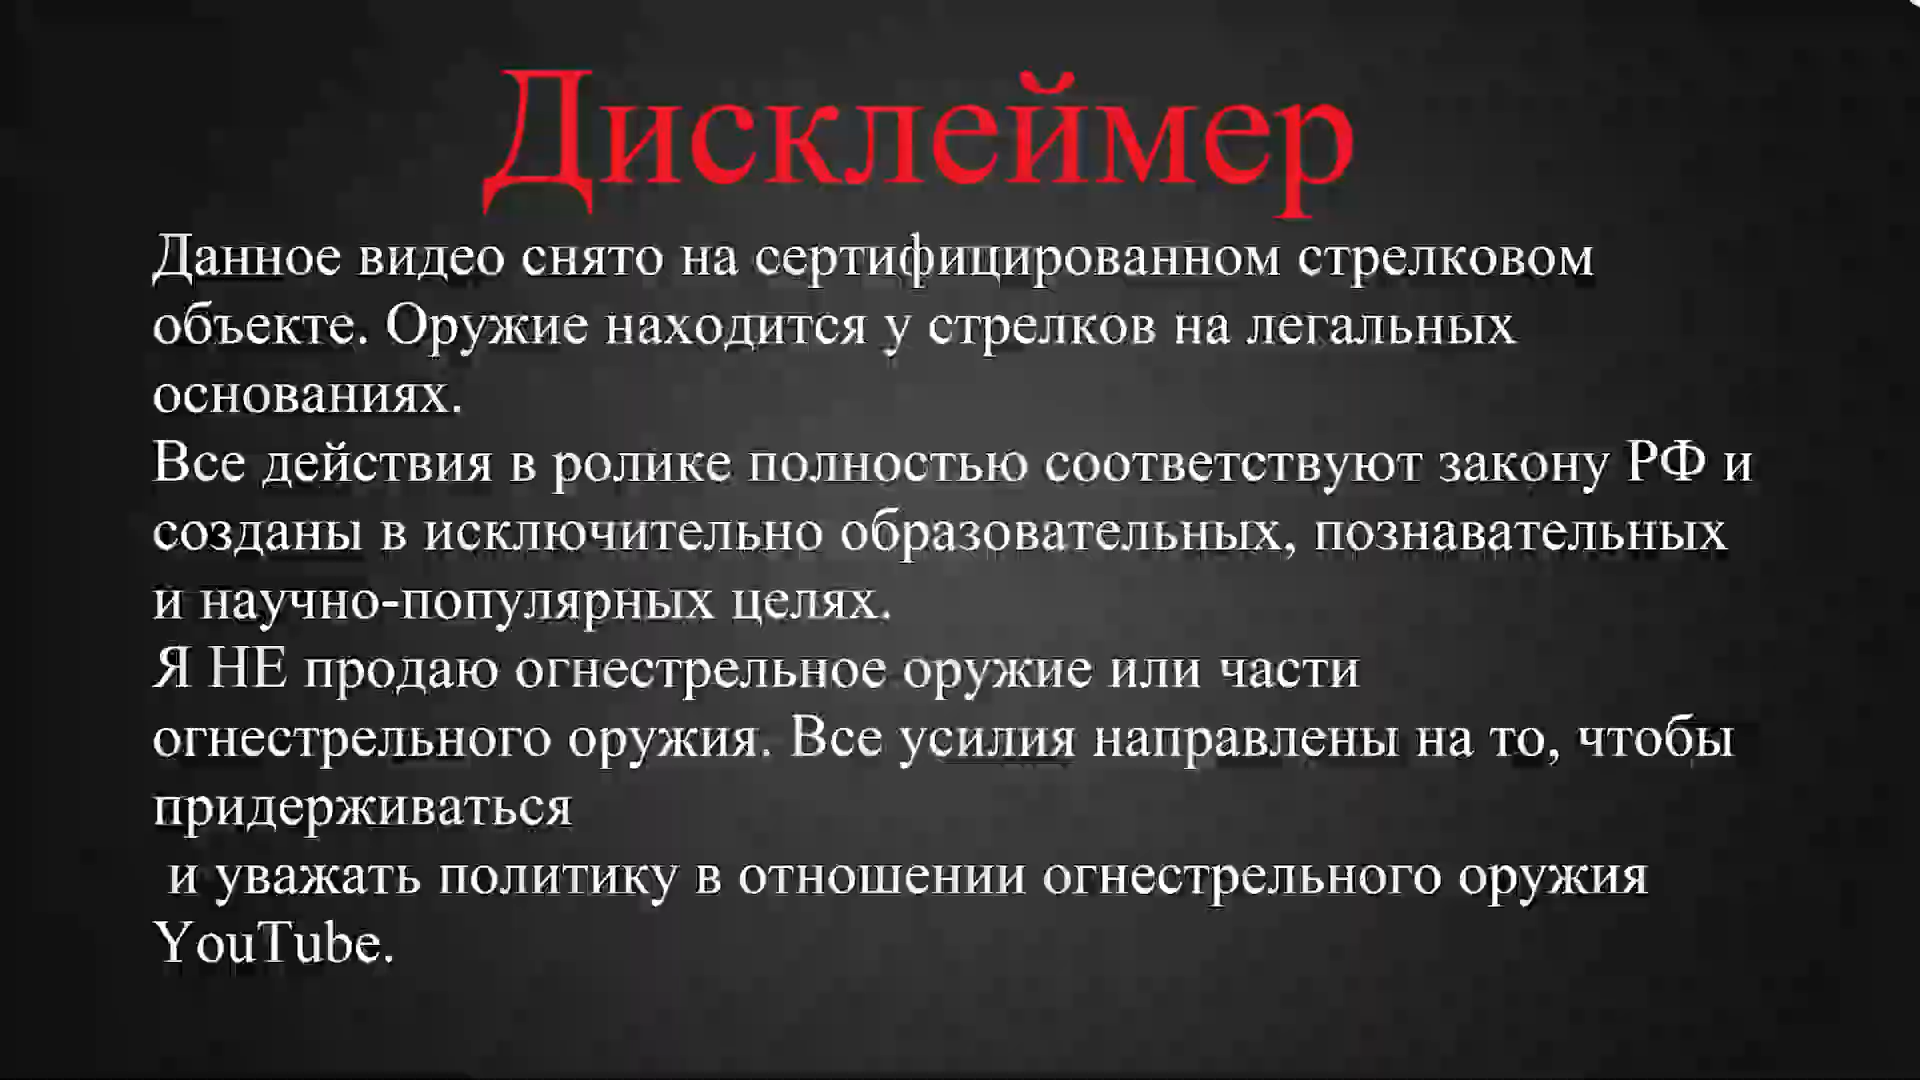 Дисклеймер
Данное видео снято на сертифицированном стрелковом
объекте. Оружие находится у стрелков на легальных
основаниях.
Все действия в ролике полностью соответствуют закону РФ и
созданы в исключительно образовательных, познавательных
и научно-популярных целях.
Я НЕ продаю огнестрельное оружие или части
огнестрельного оружия. Все усилия направлены на то, чтобы
придерживаться
и уважать политику в отношении огнестрельного оружия
YouTube.